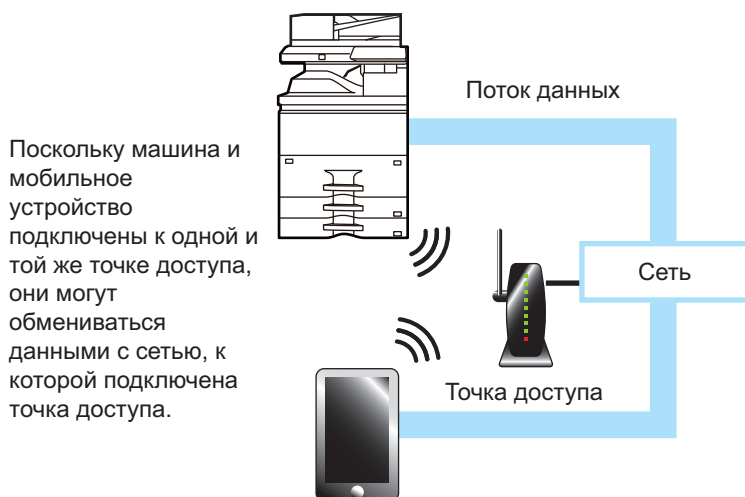 Поток данных
Поскольку машина и
мобильное
устройство
подключены к одной и
той же точке доступа,
они могут
обмениваться
данными с сетью, к
которой подключена
точка доступа.
Сеть
Точка доступа